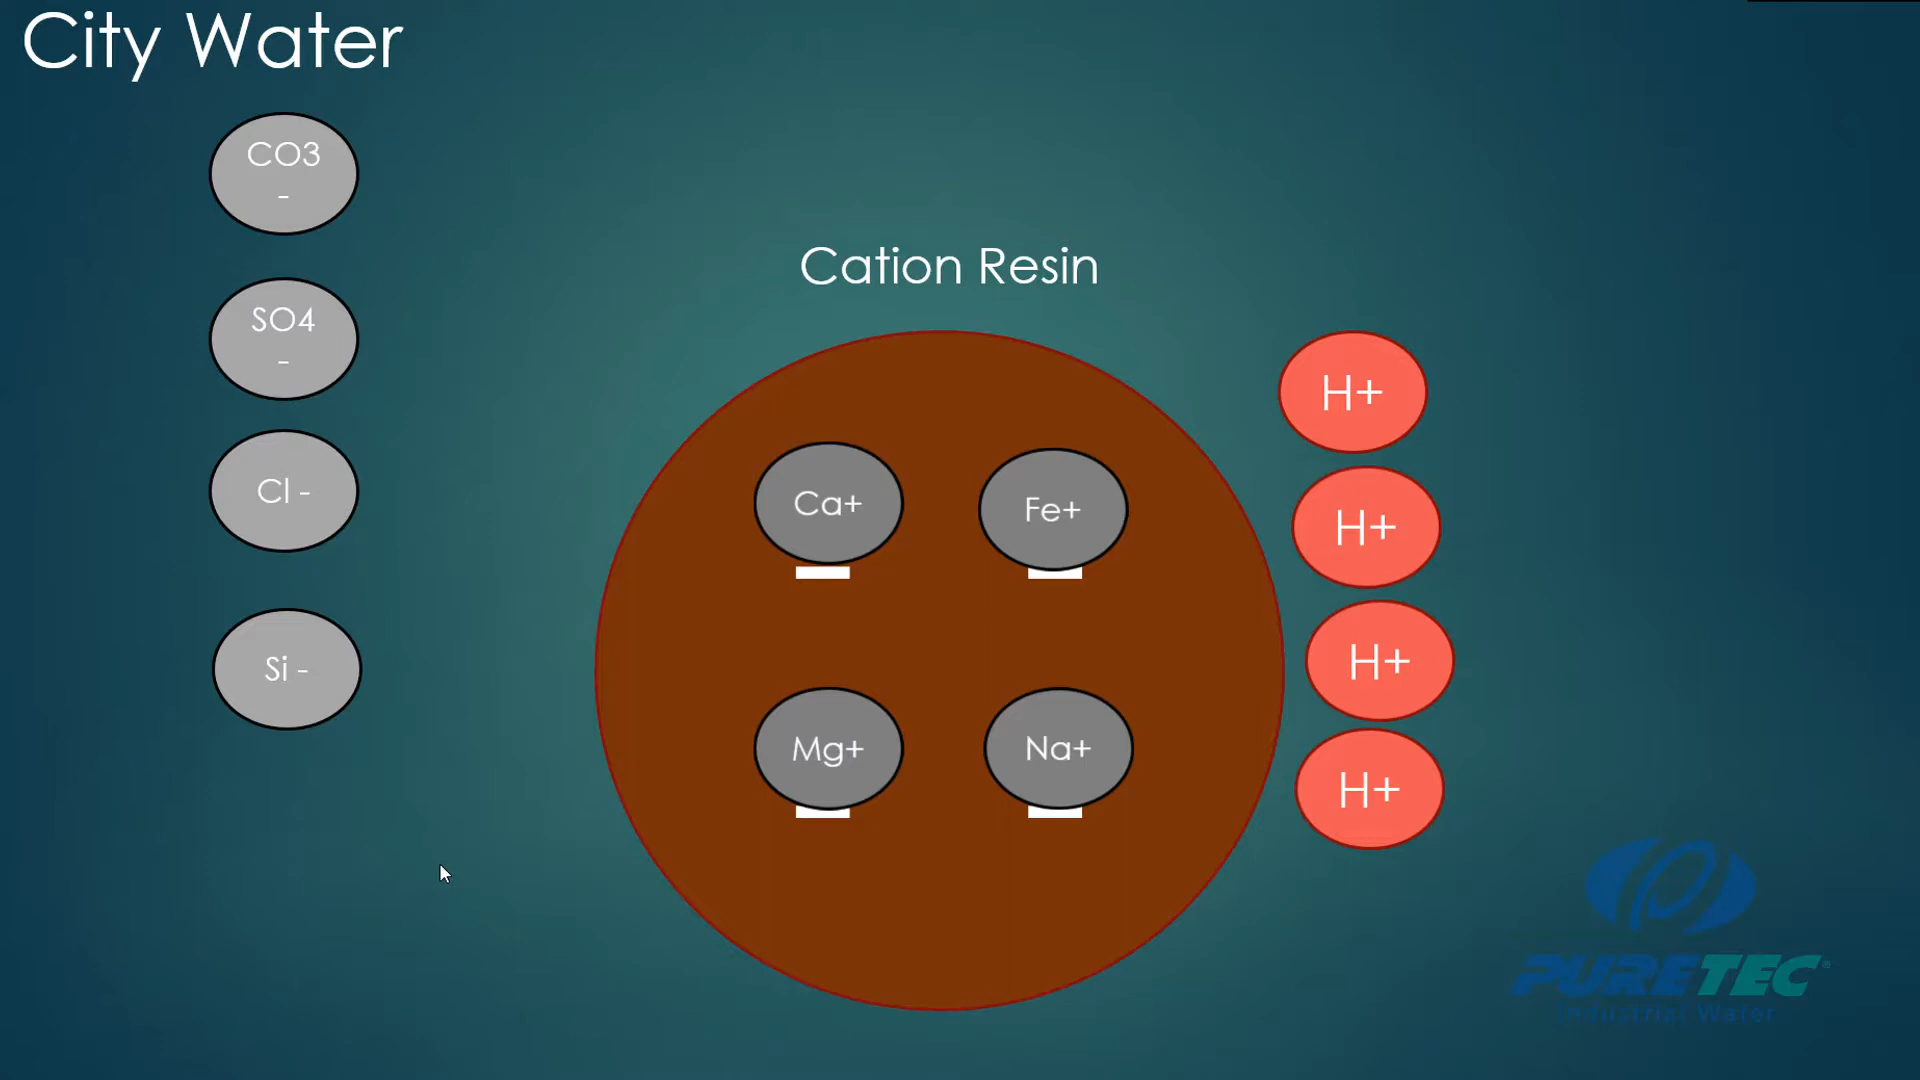 City Water
CO3
-
SO4
-
Cl -
Si -
Cation Resin
Ca+
Fe+
Mg+
Na+
H+
H+
H+
H+
PURETEC®
Industrial Water